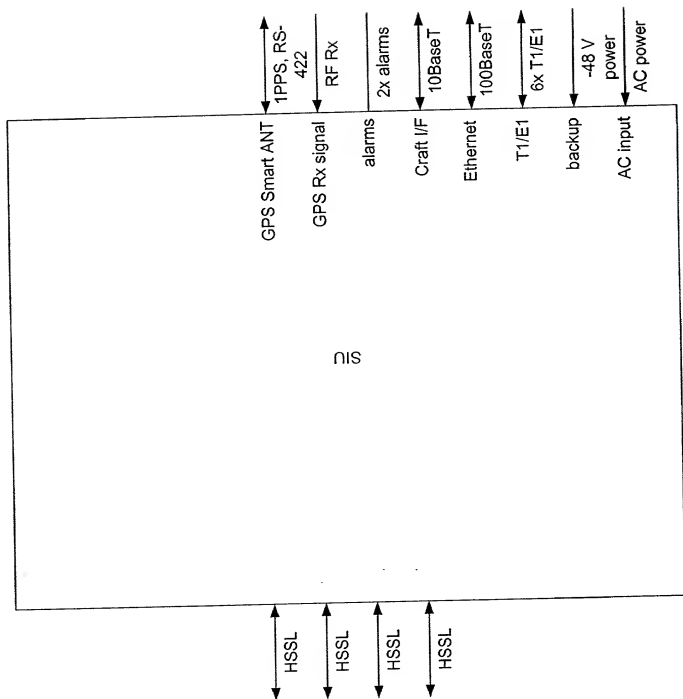 1PPS, RS-
422
RF Rx
2x alarms
10BaseT
100BaseT
6x T1/E1
-48 V
power
AC power
GPS Smart ANT
GPS Rx signal
alarms
Craft I/F
Ethernet
T1/E1
backup
AC input
SIU
HSSL
HSSL
HSSL
HSSL